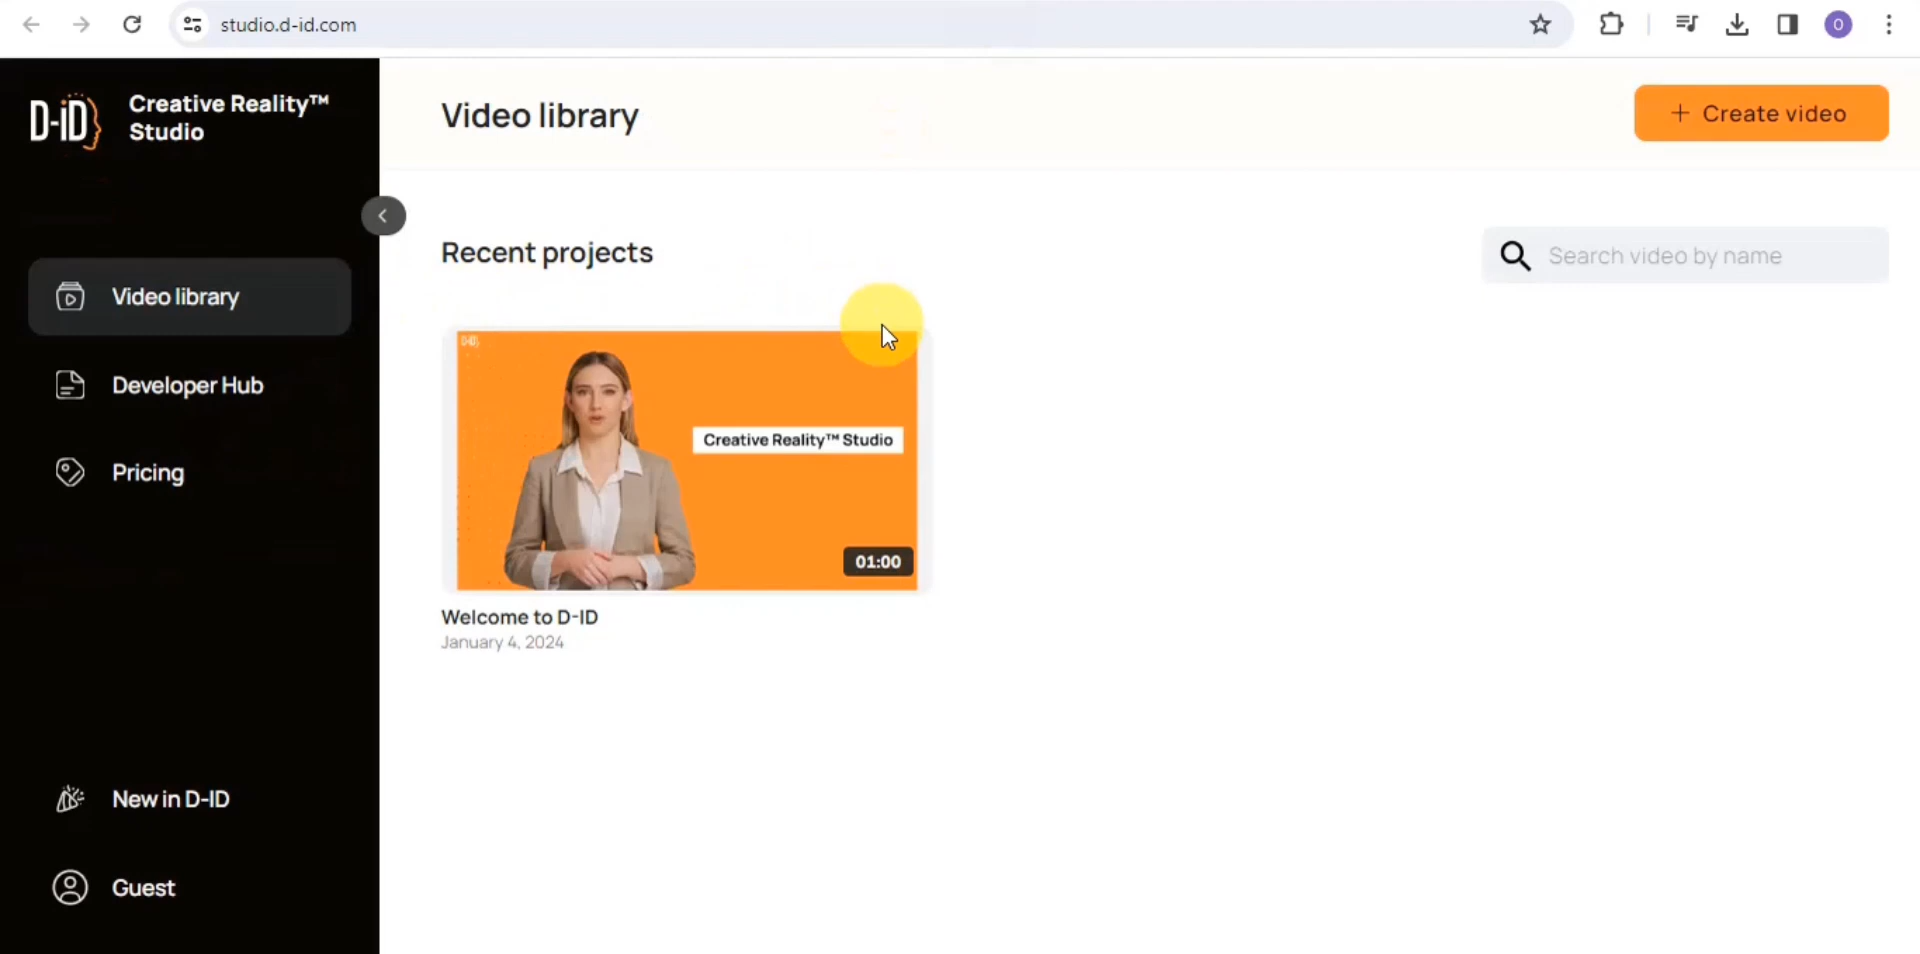 studio.d-id.com
O
D-iD
Creative Reality™
Studio
Video library
+ Create video
Recent projects
Search video by name
Video library
Developer Hub
Pricing
D-iD
Creative Reality™ Studio
01:00
Welcome to D-ID
January 4, 2024
New in D-ID
Guest